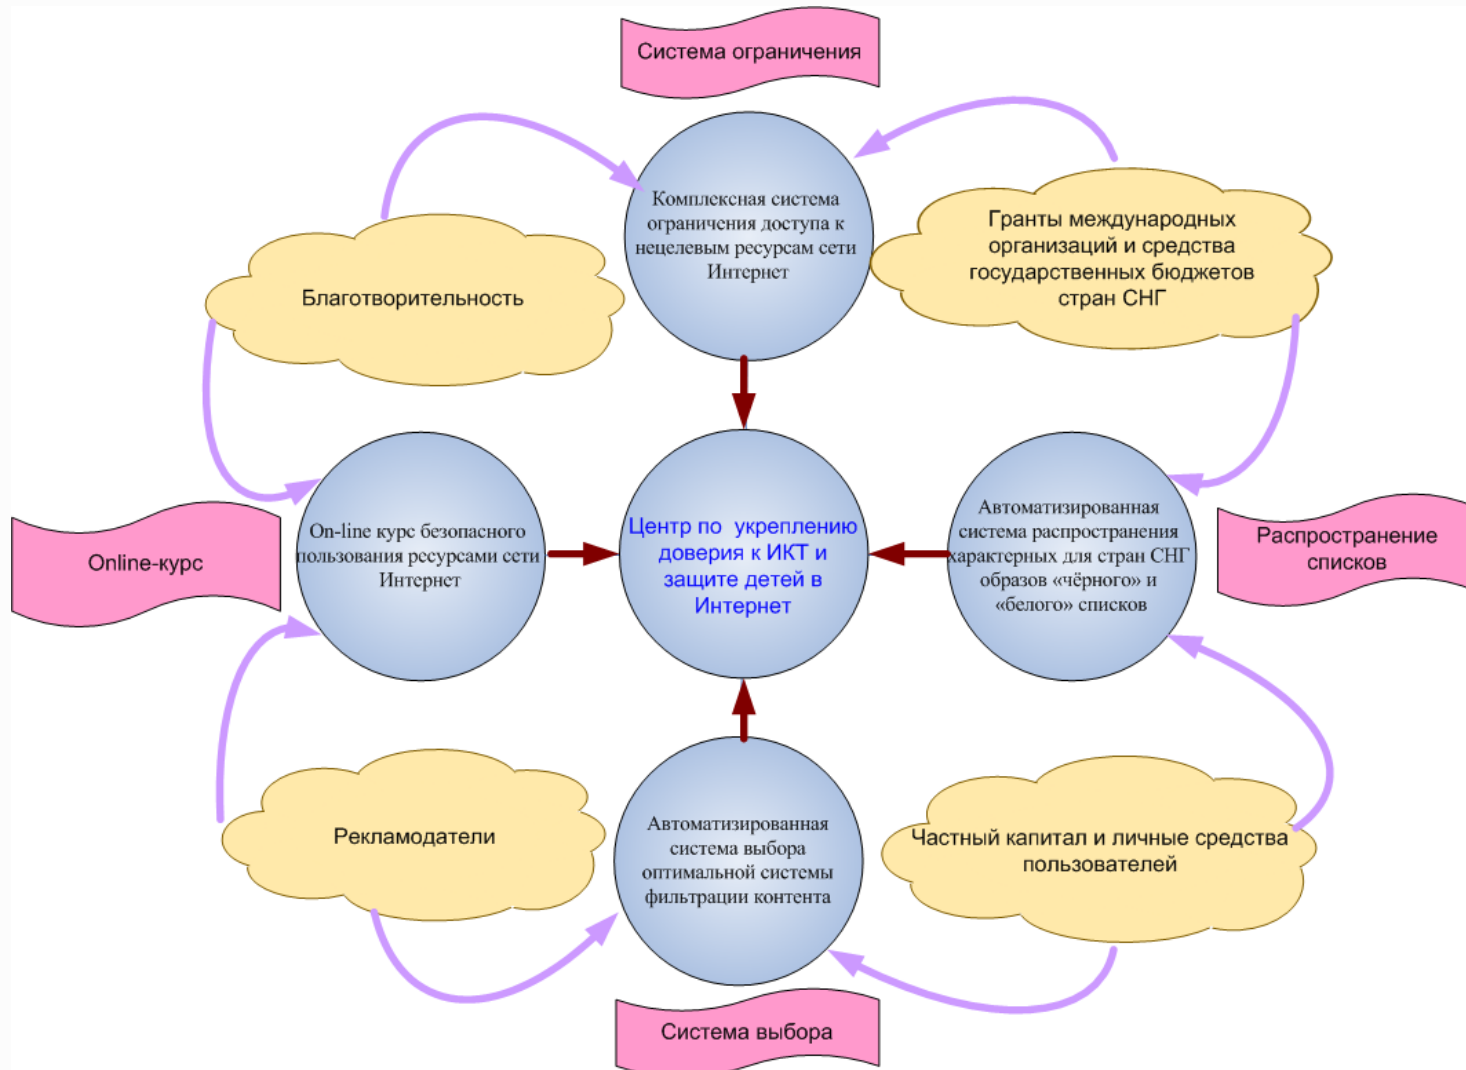 Система ограничения
Комплексная система
ограничения доступа к
нецелевым ресурсам сети
Интернет
Гранты международных
организаций и средства
государственных бюджетов
стран СНГ
Благотворительность
Online-курс
On-line курс безопасного
пользования ресурсами сети
Интернет
Центр по укреплению
доверия к ИКТ и
защите детей в
Интернет
Автоматизированная
система распространения
характерных для стран СНГ
образов «чёрного» и
«белого» списков
Распространение
списков
Рекламодатели
Автоматизированная
система выбора
оптимальной системы
фильтрации контента
Частный капитал и личные средства
пользователей
Система выбора